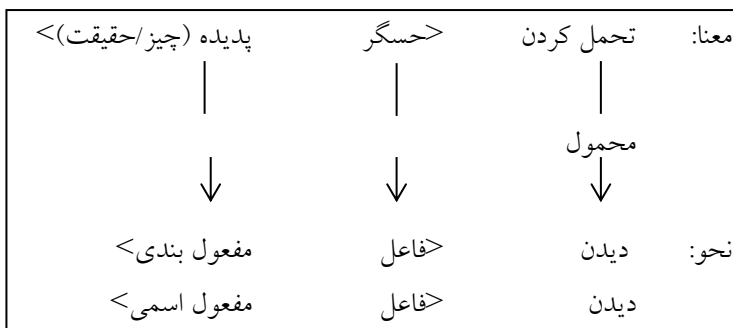 معنا: تحمل کردن <حسگر پدیده (چیز/حقیقت)>
محمول
نحو: دیدن <فاعل مفعول بندی>
دیدن <فاعل مفعول اسمی>